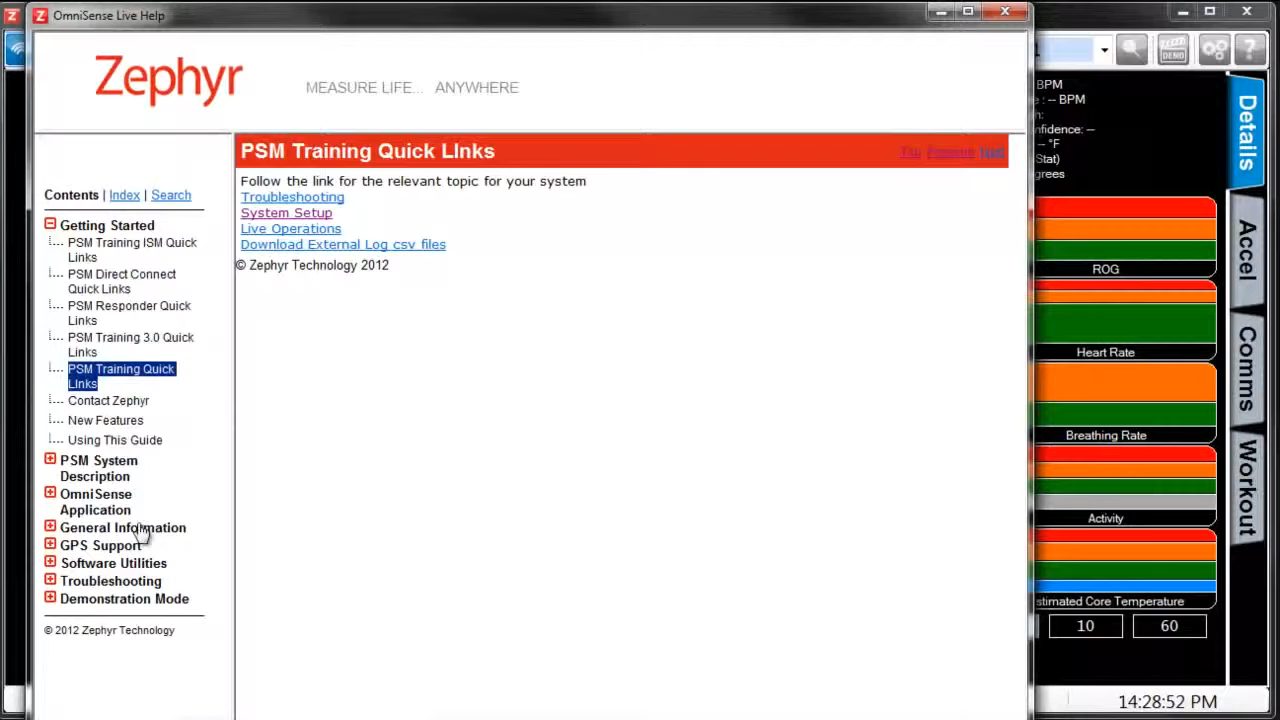 OmniSense Live Help
Zephyr
MEASURE LIFE... ANYWHERE
PSM Training Quick LInks
Follow the link for the relevant topic for your system
Troubleshooting
System Setup
Live Operations
Download External Log csv files
© Zephyr Technology 2012
Contents | Index | Search
Getting Started
PSM Training ISM Quick
Links
PSM Direct Connect
Quick Links
PSM Responder Quick
Links
PSM Training 3.0 Quick
Links
PSM Training Quick
LInks
Contact Zephyr
New Features
Using This Guide
PSM System
Description
OmniSense
Application
General Information
GPS Support
Software Utilities
Troubleshooting
Demonstration Mode
© 2012 Zephyr Technology
DEMO
?
BPM
: -- BPM
nfidence: --
-- °F
Stat)
egrees
ROG
Heart Rate
Breathing Rate
Activity
stimated Core Temperature
10
60
Details
Accel
Comms
Workout
14:28:52 PM